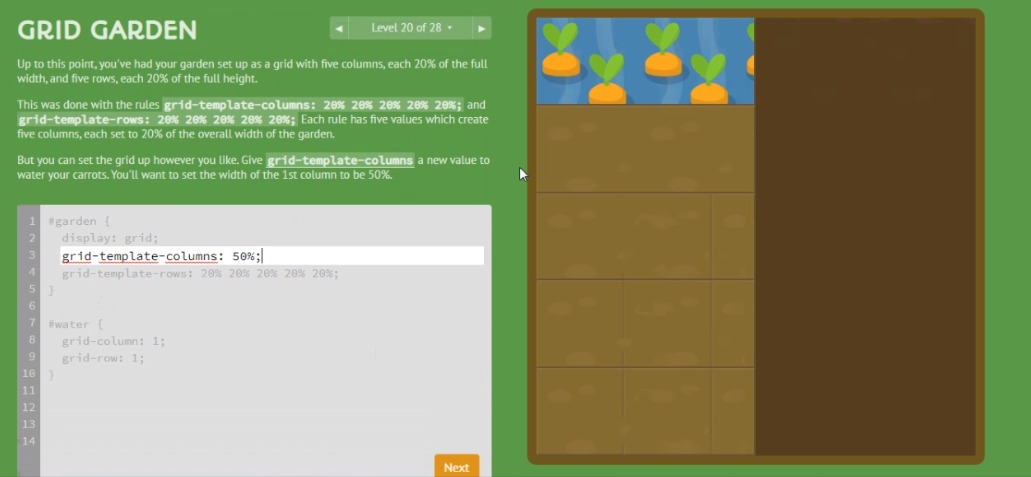 GRID GARDEN
◀ Level 20 of 28 ▾ ▶
Up to this point, you've had your garden set up as a grid with five columns, each 20% of the full
width, and five rows, each 20% of the full height.
This was done with the rules grid-template-columns: 20% 20% 20% 20% 20%; and
grid-template-rows: 20% 20% 20% 20% 20%; Each rule has five values which create
five columns, each set to 20% of the overall width of the garden.
But you can set the grid up however you like. Give grid-template-columns a new value to
water your carrots. You'll want to set the width of the 1st column to be 50%.
1 #garden {
2 display: grid;
3 grid-template-columns: 50%;
4 grid-template-rows: 20% 20% 20% 20% 20%;
5 }
6
7 #water {
8 grid-column: 1;
9 grid-row: 1;
10 }
11
12
13
14
Next